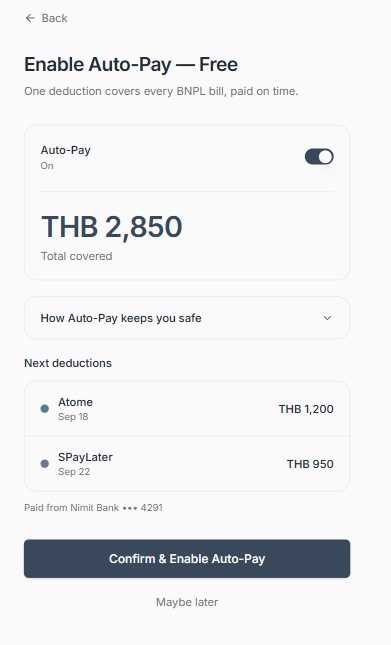 Back
Enable Auto-Pay — Free
One deduction covers every BNPL bill, paid on time.
Auto-Pay
On
THB 2,850
Total covered
How Auto-Pay keeps you safe
Next deductions
Atome
Sep 18
THB 1,200
SPayLater
Sep 22
THB 950
Paid from Nimit Bank ••• 4291
Confirm & Enable Auto-Pay
Maybe later